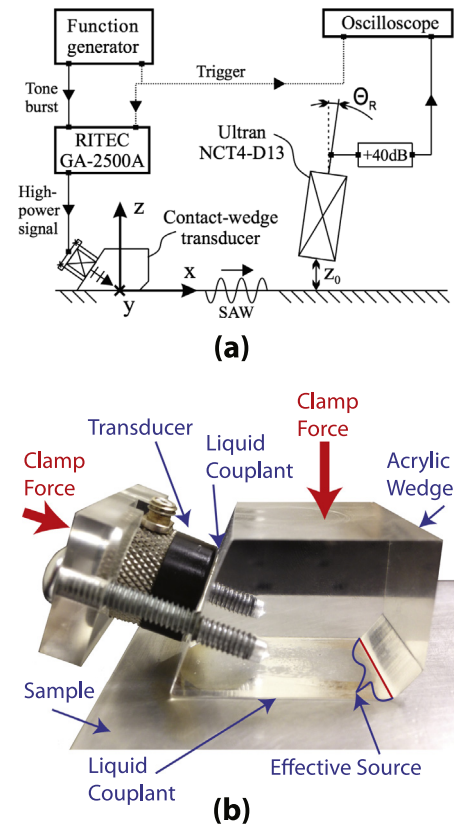 Function
generator
Oscilloscope
Trigger
Tone
burst
Θ_R
Ultran
NCT4-D13
+40dB
RITEC
GA-2500A
High-
power
signal
z
Contact-wedge
transducer
x
y
SAW
z₀
(a)
Clamp
Force
Transducer
Liquid
Couplant
Clamp
Force
Acrylic
Wedge
Sample
Liquid
Couplant
Effective Source
(b)